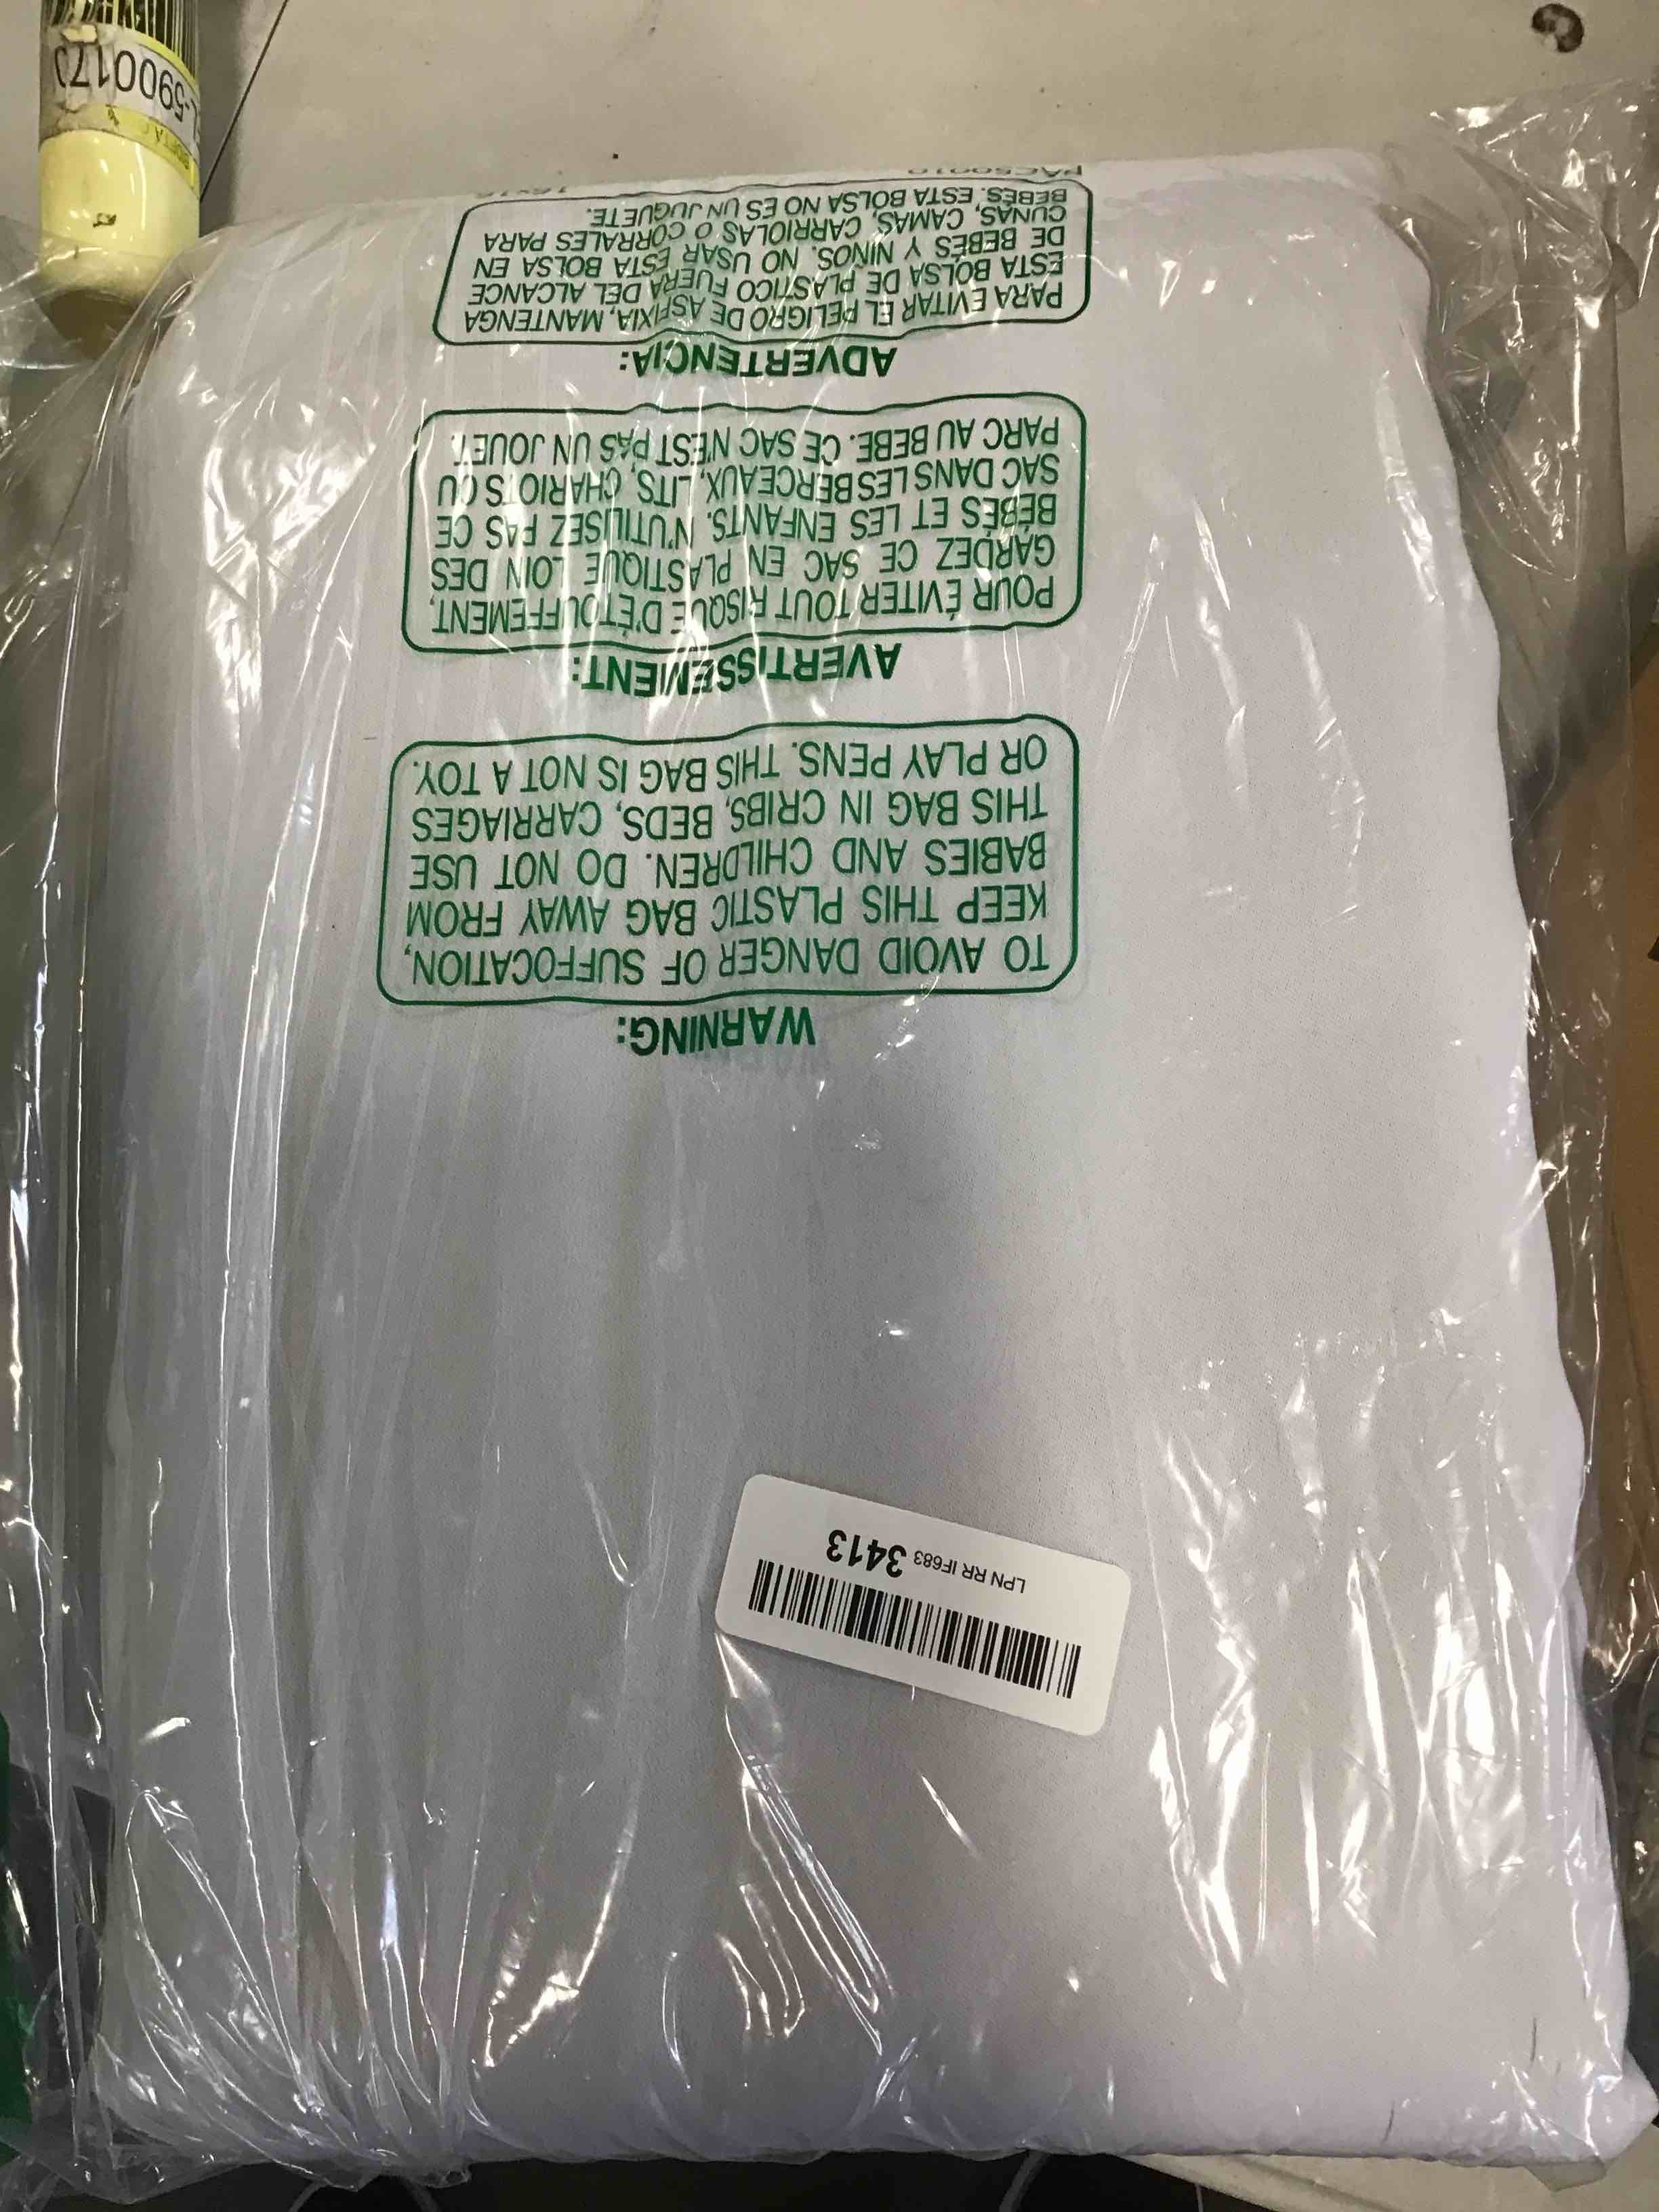 LPN RR IF683 3413
WARNING:
TO AVOID DANGER OF SUFFOCATION,
KEEP THIS PLASTIC BAG AWAY FROM
BABIES AND CHILDREN. DO NOT USE
THIS BAG IN CRIBS, BEDS, CARRIAGES
OR PLAY PENS. THIS BAG IS NOT A TOY.
AVERTISSEMENT:
POUR ÉVITER TOUT RISQUE D'ÉTOUFFEMENT,
GARDEZ CE SAC EN PLASTIQUE LOIN DES
BÉBÉS ET LES ENFANTS. N'UTILISEZ PAS CE
SAC DANS LES BERCEAUX, LITS, CHARIOTS OU
PARC AU BEBE. CE SAC N'EST PAS UN JOUET.
ADVERTENCIA:
PARA EVITAR EL PELIGRO DE ASFIXIA, MANTENGA
ESTA BOLSA DE PLASTICO FUERA DEL ALCANCE
DE BEBÉS Y NIÑOS. NO USAR ESTA BOLSA EN
CUNAS, CAMAS, CARRIOLAS O CORRALES PARA
BEBÉS. ESTA BOLSA NO ES UN JUGUETE.